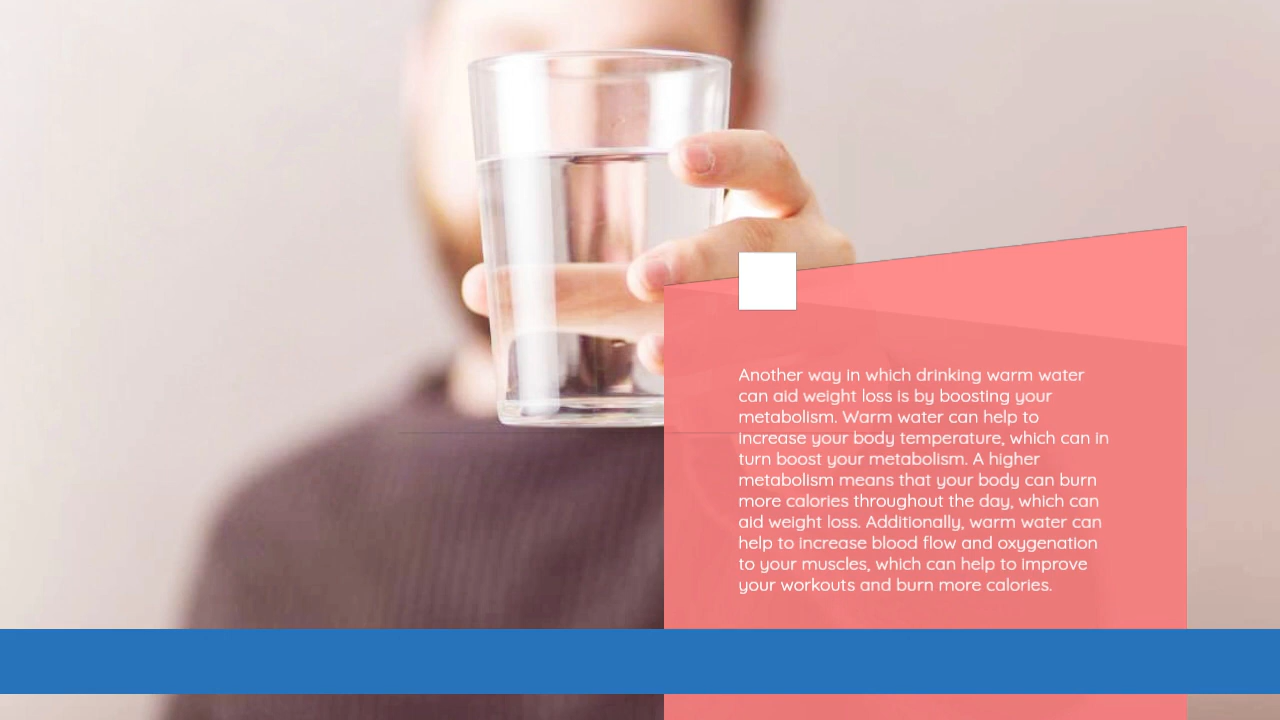 Another way in which drinking warm water
can aid weight loss is by boosting your
metabolism. Warm water can help to
increase your body temperature, which can in
turn boost your metabolism. A higher
metabolism means that your body can burn
more calories throughout the day, which can
aid weight loss. Additionally, warm water can
help to increase blood flow and oxygenation
to your muscles, which can help to improve
your workouts and burn more calories.